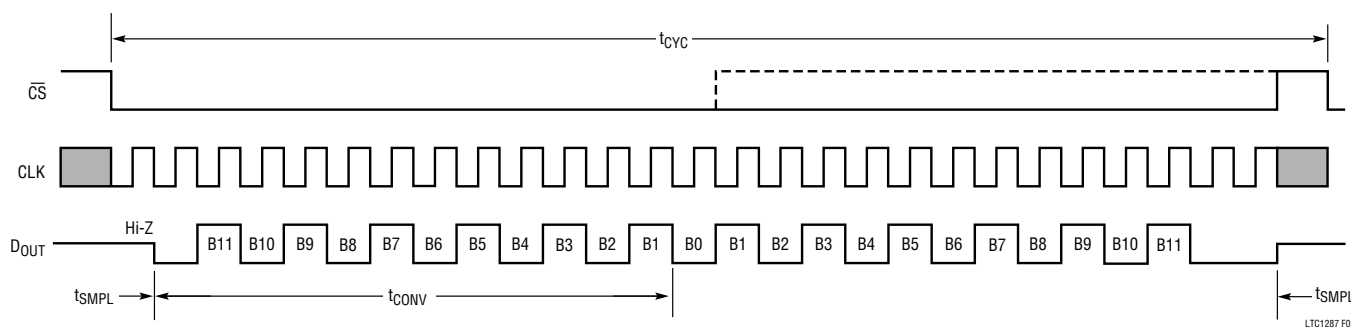 tCYC
CS
CLK
Hi-Z
DOUT
B11 B10 B9 B8 B7 B6 B5 B4 B3 B2 B1 B0 B1 B2 B3 B4 B5 B6 B7 B8 B9 B10 B11
tSMPL tCONV tSMPL
LTC1287 F0